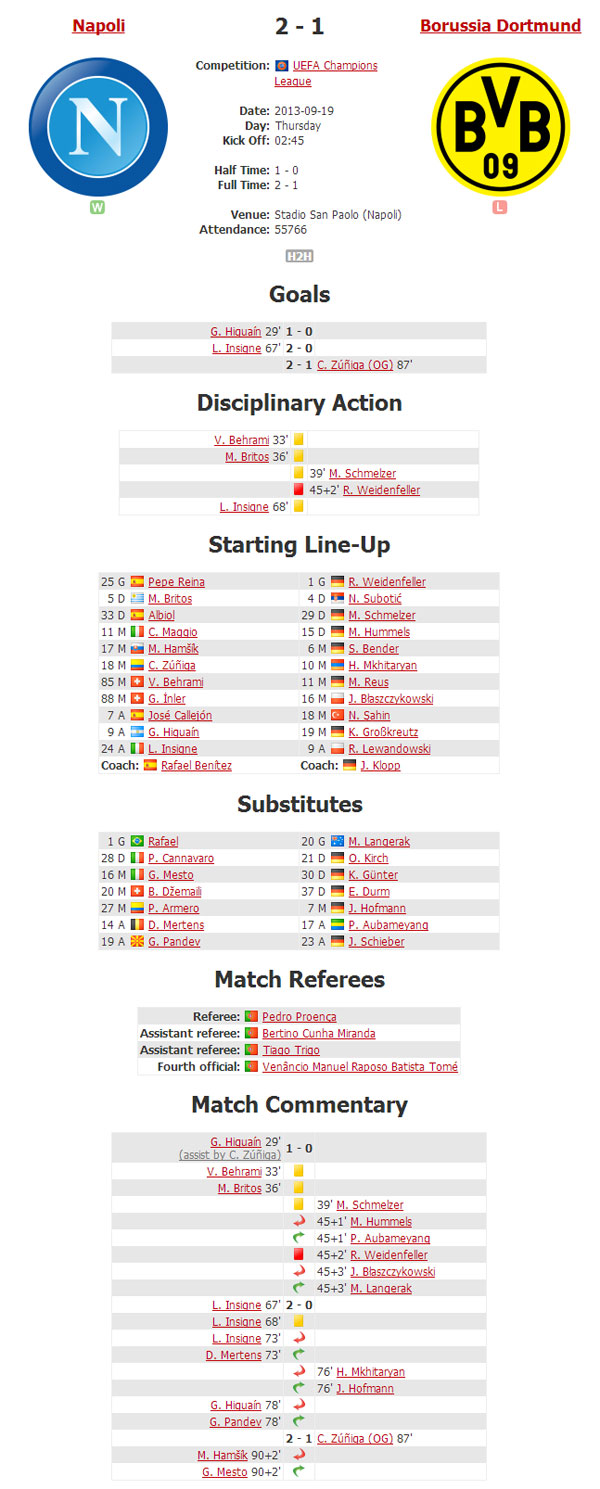 Napoli
2 - 1
Borussia Dortmund
N
BVB
09
Competition: UEFA Champions
League
Date: 2013-09-19
Day: Thursday
Kick Off: 02:45
Half Time: 1 - 0
Full Time: 2 - 1
W
L
Venue: Stadio San Paolo (Napoli)
Attendance: 55766
H2H
Goals
G. Higuaín 29' 1 - 0
L. Insigne 67' 2 - 0
2 - 1 C. Zúñiga (OG) 87'
Disciplinary Action
V. Behrami 33'
M. Britos 36'
39' M. Schmelzer
45+2' R. Weidenfeller
L. Insigne 68'
Starting Line-Up
25 G Pepe Reina 1 G R. Weidenfeller
5 D M. Britos 4 D N. Subotić
33 D Albiol 29 D M. Schmelzer
11 M C. Maggio 15 D M. Hummels
17 M M. Hamšík 6 M S. Bender
18 M C. Zúñiga 10 M H. Mkhitaryan
85 M V. Behrami 11 M M. Reus
88 M G. İnler 16 M J. Błaszczykowski
7 A José Callejón 18 M N. Şahin
9 A G. Higuaín 19 M K. Großkreutz
24 A L. Insigne 9 A R. Lewandowski
Coach: Rafael Benítez Coach: J. Klopp
Substitutes
1 G Rafael 20 G M. Langerak
28 D P. Cannavaro 21 D O. Kirch
16 M G. Mesto 30 D K. Günter
20 M B. Džemaili 37 D E. Durm
27 M P. Armero 7 M J. Hofmann
14 A D. Mertens 17 A P. Aubameyang
19 A G. Pandev 23 A J. Schieber
Match Referees
Referee: Pedro Proença
Assistant referee: Bertino Cunha Miranda
Assistant referee: Tiago Trigo
Fourth official: Venâncio Manuel Raposo Batista Tomé
Match Commentary
G. Higuaín 29' 1 - 0
(assist by C. Zúñiga)
V. Behrami 33'
M. Britos 36'
39' M. Schmelzer
45+1' M. Hummels
45+1' P. Aubameyang
45+2' R. Weidenfeller
45+3' J. Błaszczykowski
45+3' M. Langerak
L. Insigne 67' 2 - 0
L. Insigne 68'
L. Insigne 73'
D. Mertens 73'
76' H. Mkhitaryan
76' J. Hofmann
G. Higuaín 78'
G. Pandev 78'
2 - 1 C. Zúñiga (OG) 87'
M. Hamšík 90+2'
G. Mesto 90+2'